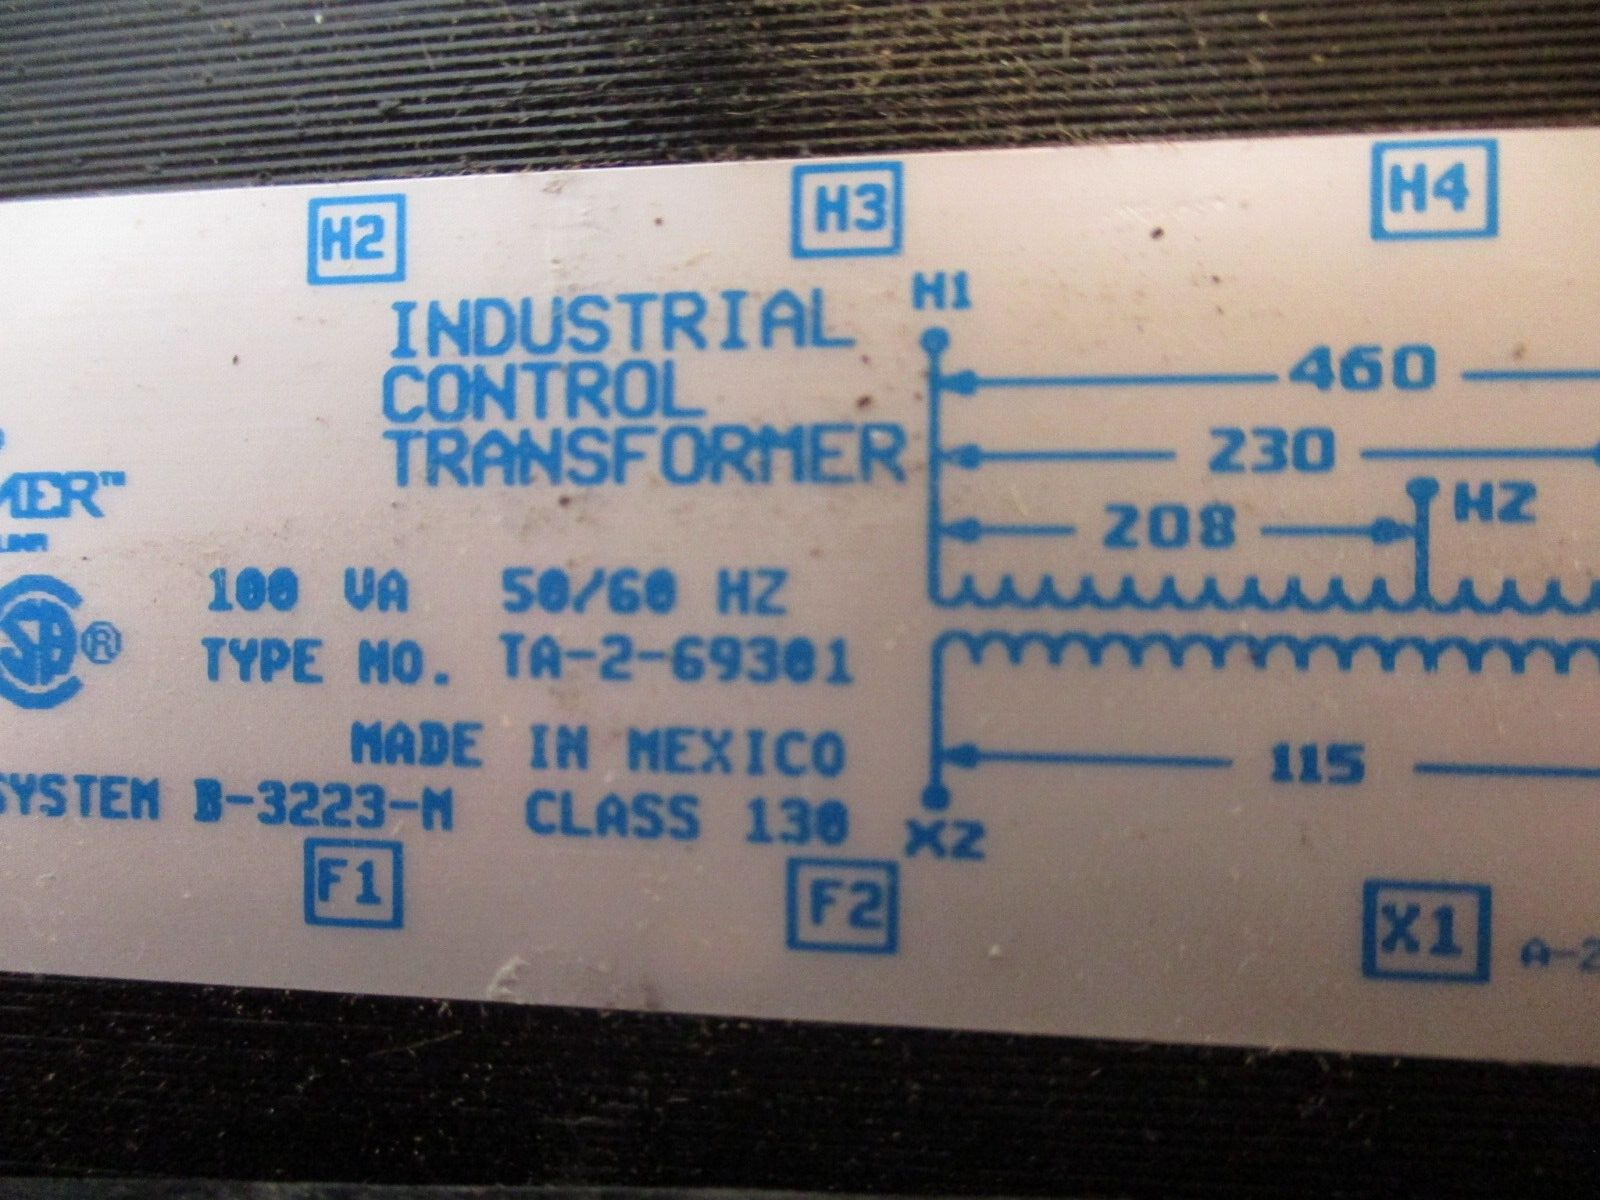 H2 H3 H4
INDUSTRIAL
CONTROL
TRANSFORMER
H1
460
230
208 H2
100 VA 50/60 HZ
TYPE NO. TA-2-69301
MADE IN MEXICO
SYSTEM B-3223-M CLASS 130
115
X2
F1 F2 X1